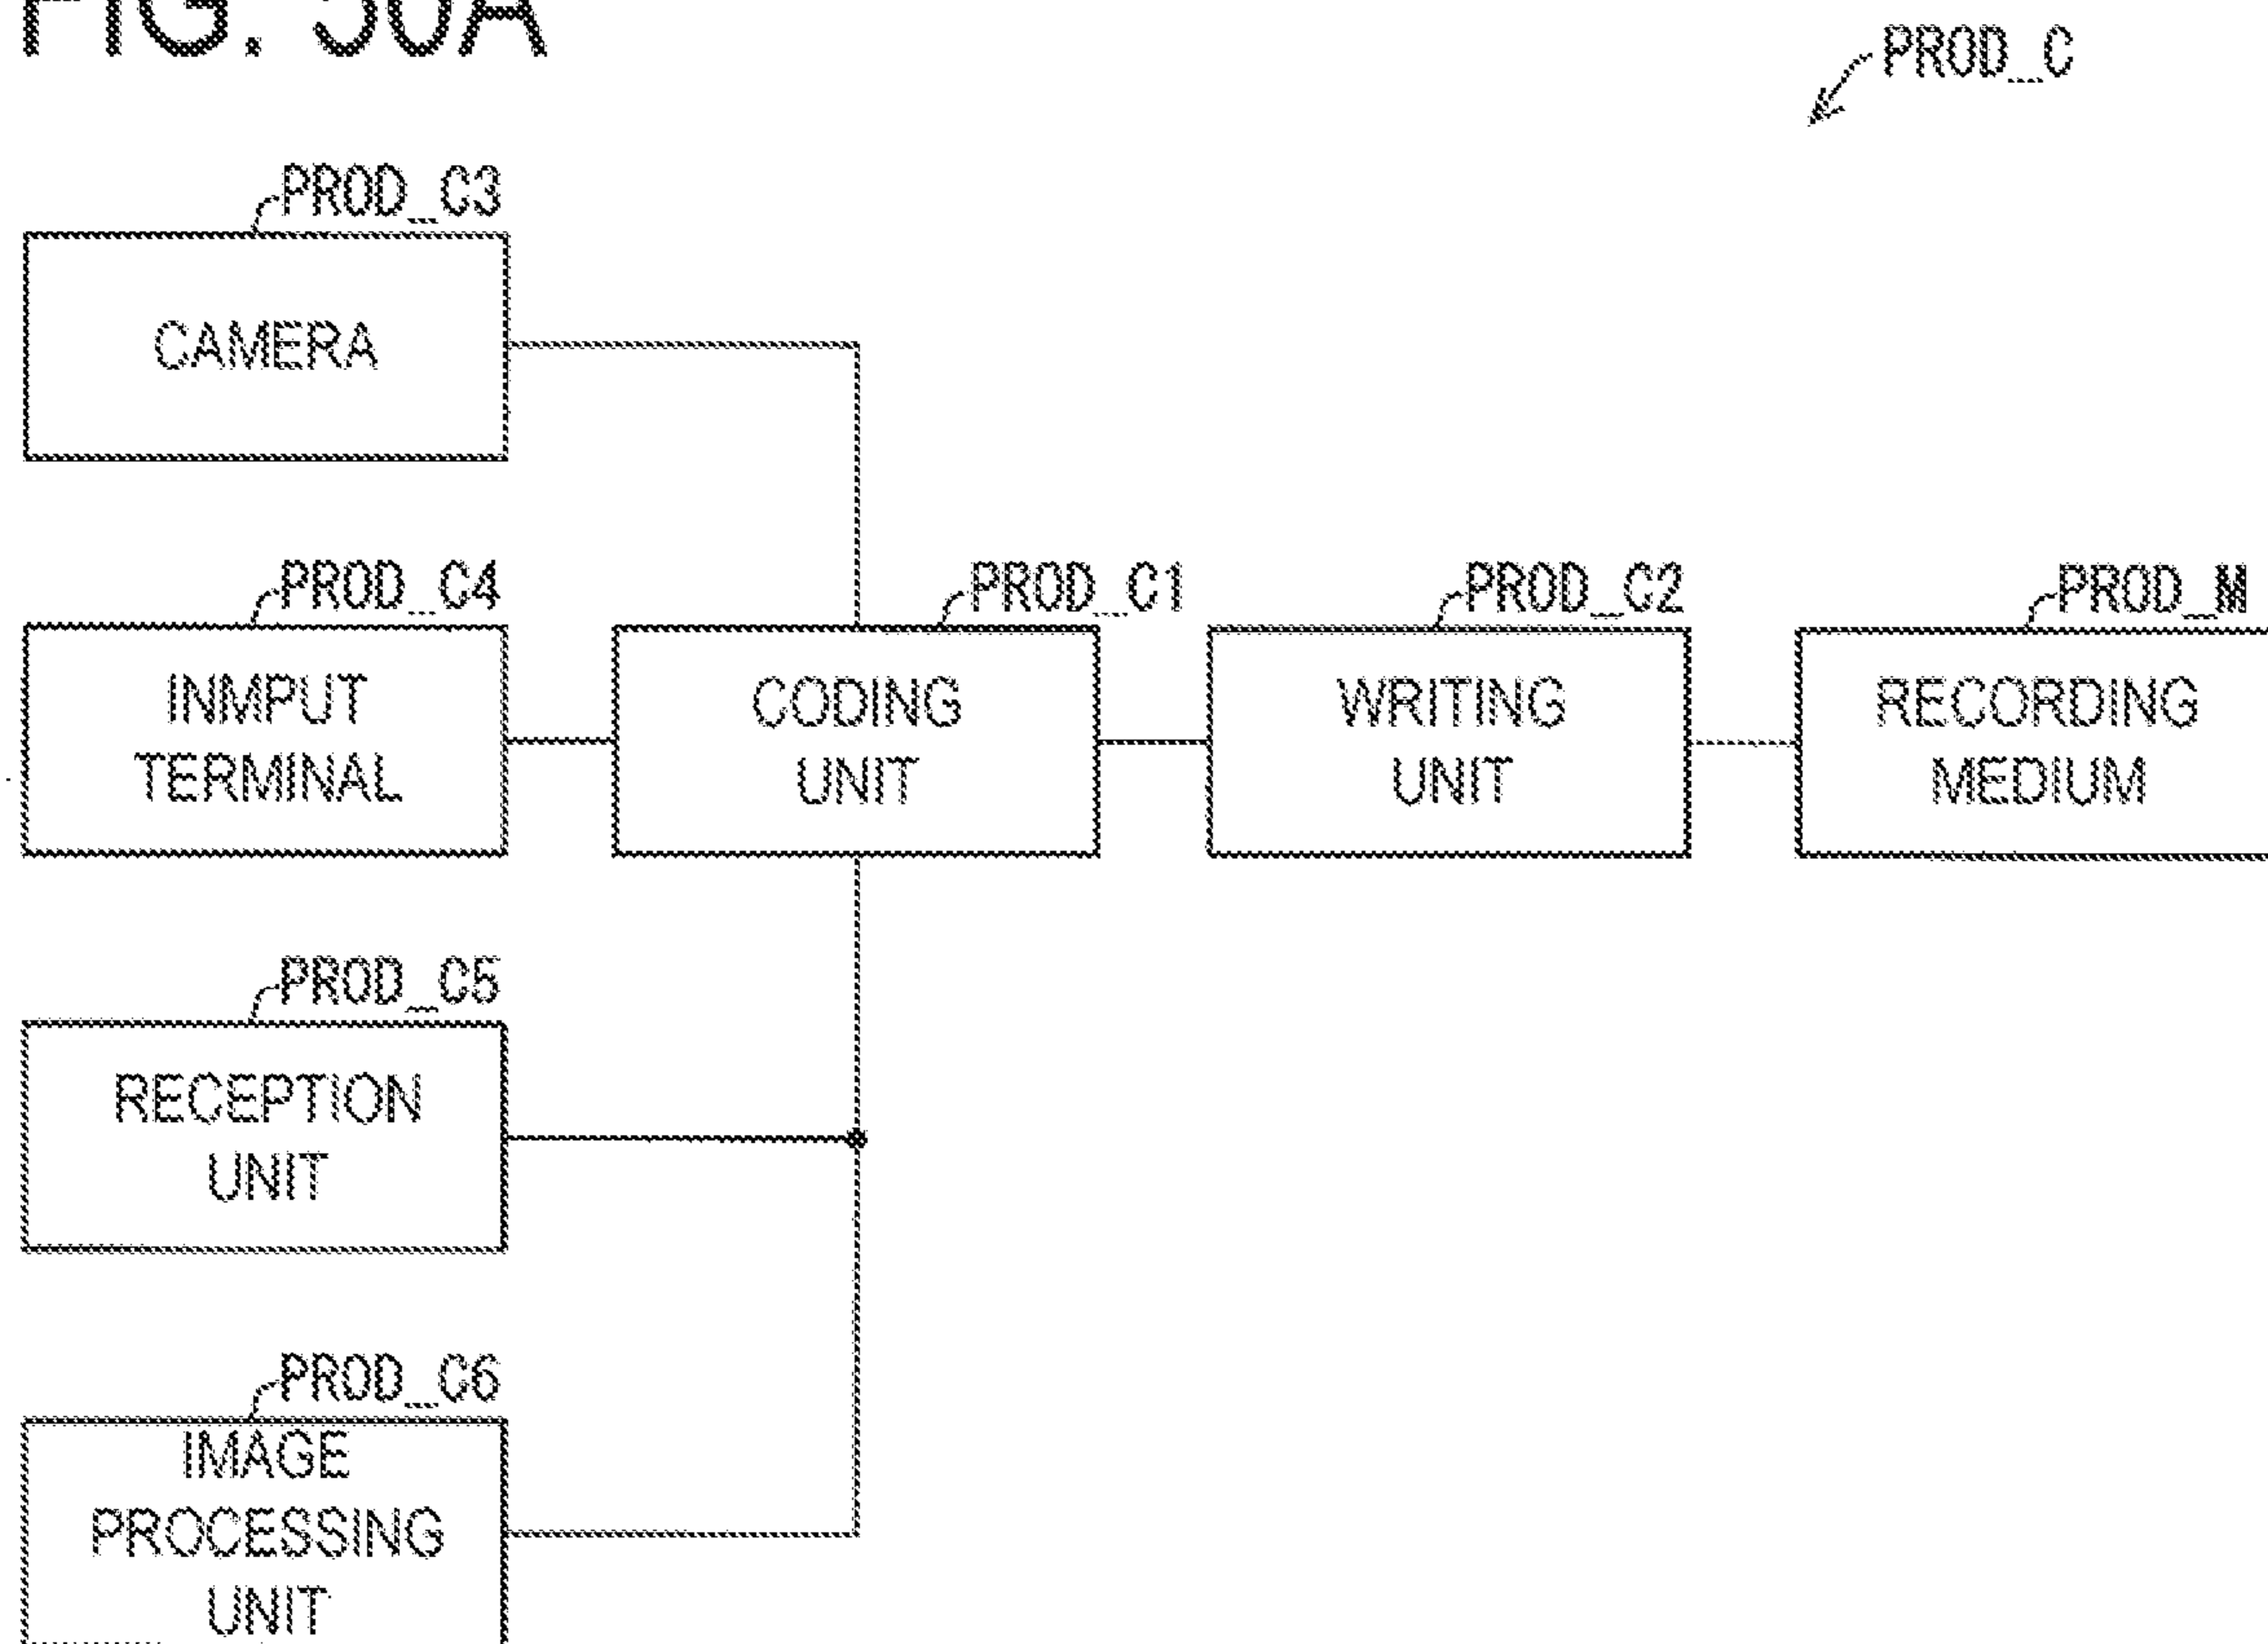 FIG. 30A
PROD_C
PROD_C3
CAMERA
PROD_C4
INMPUT
TERMINAL
PROD_C1
CODING
UNIT
PROD_C2
WRITING
UNIT
PROD_M
RECORDING
MEDIUM
PROD_C5
RECEPTION
UNIT
PROD_C6
IMAGE
PROCESSING
UNIT